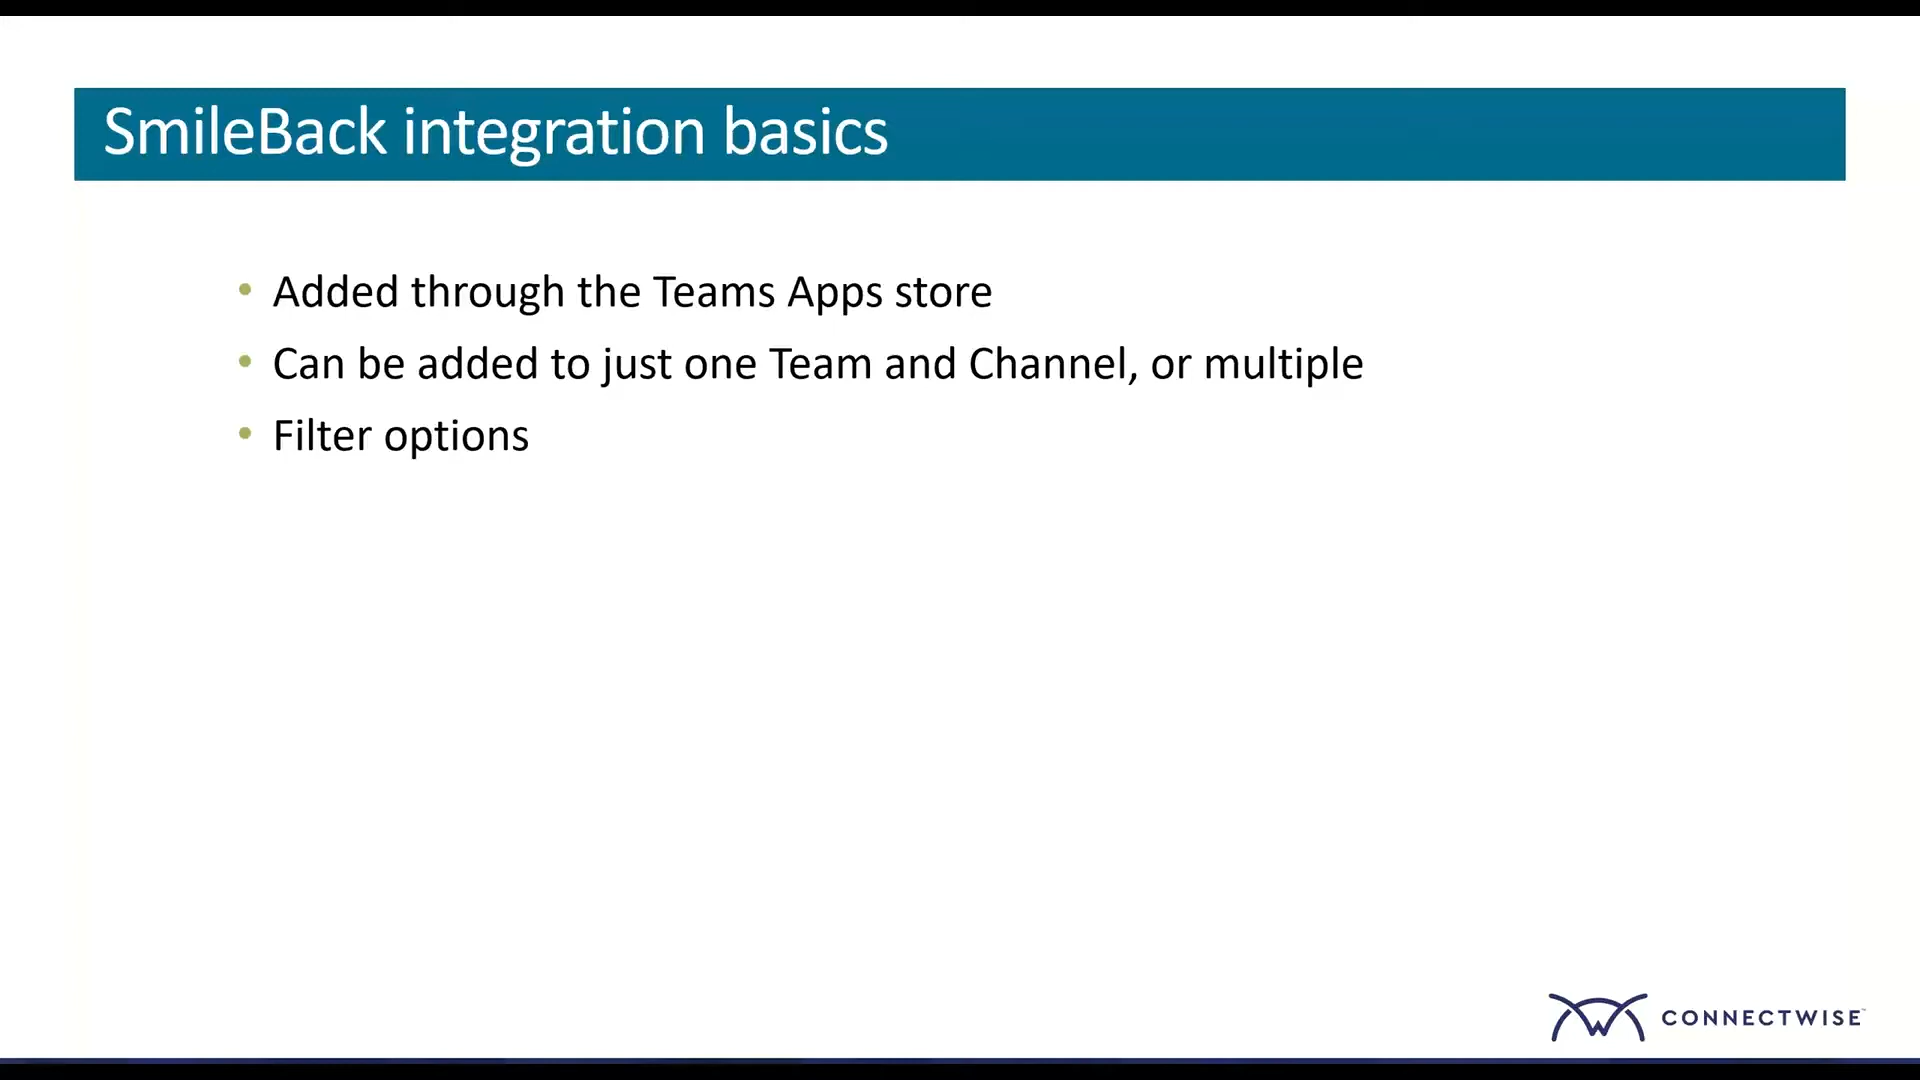 SmileBack integration basics
• Added through the Teams Apps store
• Can be added to just one Team and Channel, or multiple
• Filter options
CONNECTWISE™